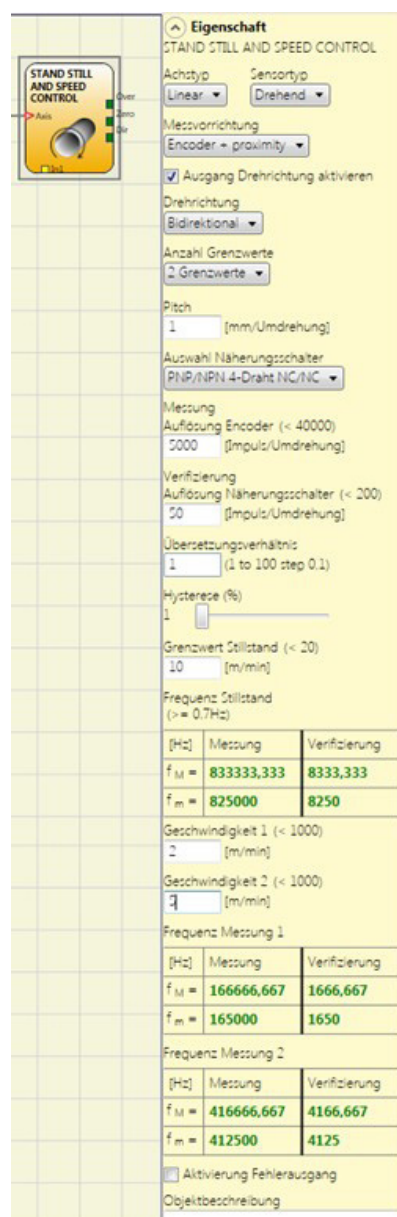 STAND STILL
AND SPEED
CONTROL
Axis
Over
Zero
Dir
In1
Eigenschaft
STAND STILL AND SPEED CONTROL
Achstyp Sensortyp
Linear Drehend
Messvorrichtung
Encoder + proximity
Ausgang Drehrichtung aktivieren
Drehrichtung
Bidirektional
Anzahl Grenzwerte
2 Grenzwerte
Pitch
1 [mm/Umdrehung]
Auswahl Näherungsschalter
PNP/NPN 4-Draht NC/NC
Messung
Auflösung Encoder (< 40000)
5000 [Impuls/Umdrehung]
Verifizierung
Auflösung Näherungsschalter (< 200)
50 [Impuls/Umdrehung]
Übersetzungsverhältnis
1 (1 to 100 step 0,1)
Hysterese (%)
1
Grenzwert Stillstand (< 20)
10 [m/min]
Frequenz Stillstand
(>= 0.7Hz)
[Hz] Messung Verifizierung
f M = 833333,333 8333,333
f m = 825000 8250
Geschwindigkeit 1 (< 1000)
2 [m/min]
Geschwindigkeit 2 (< 1000)
5 [m/min]
Frequenz Messung 1
[Hz] Messung Verifizierung
f M = 166666,667 1666,667
f m = 165000 1650
Frequenz Messung 2
[Hz] Messung Verifizierung
f M = 416666,667 4166,667
f m = 412500 4125
Aktivierung Fehlerausgang
Objektbeschreibung